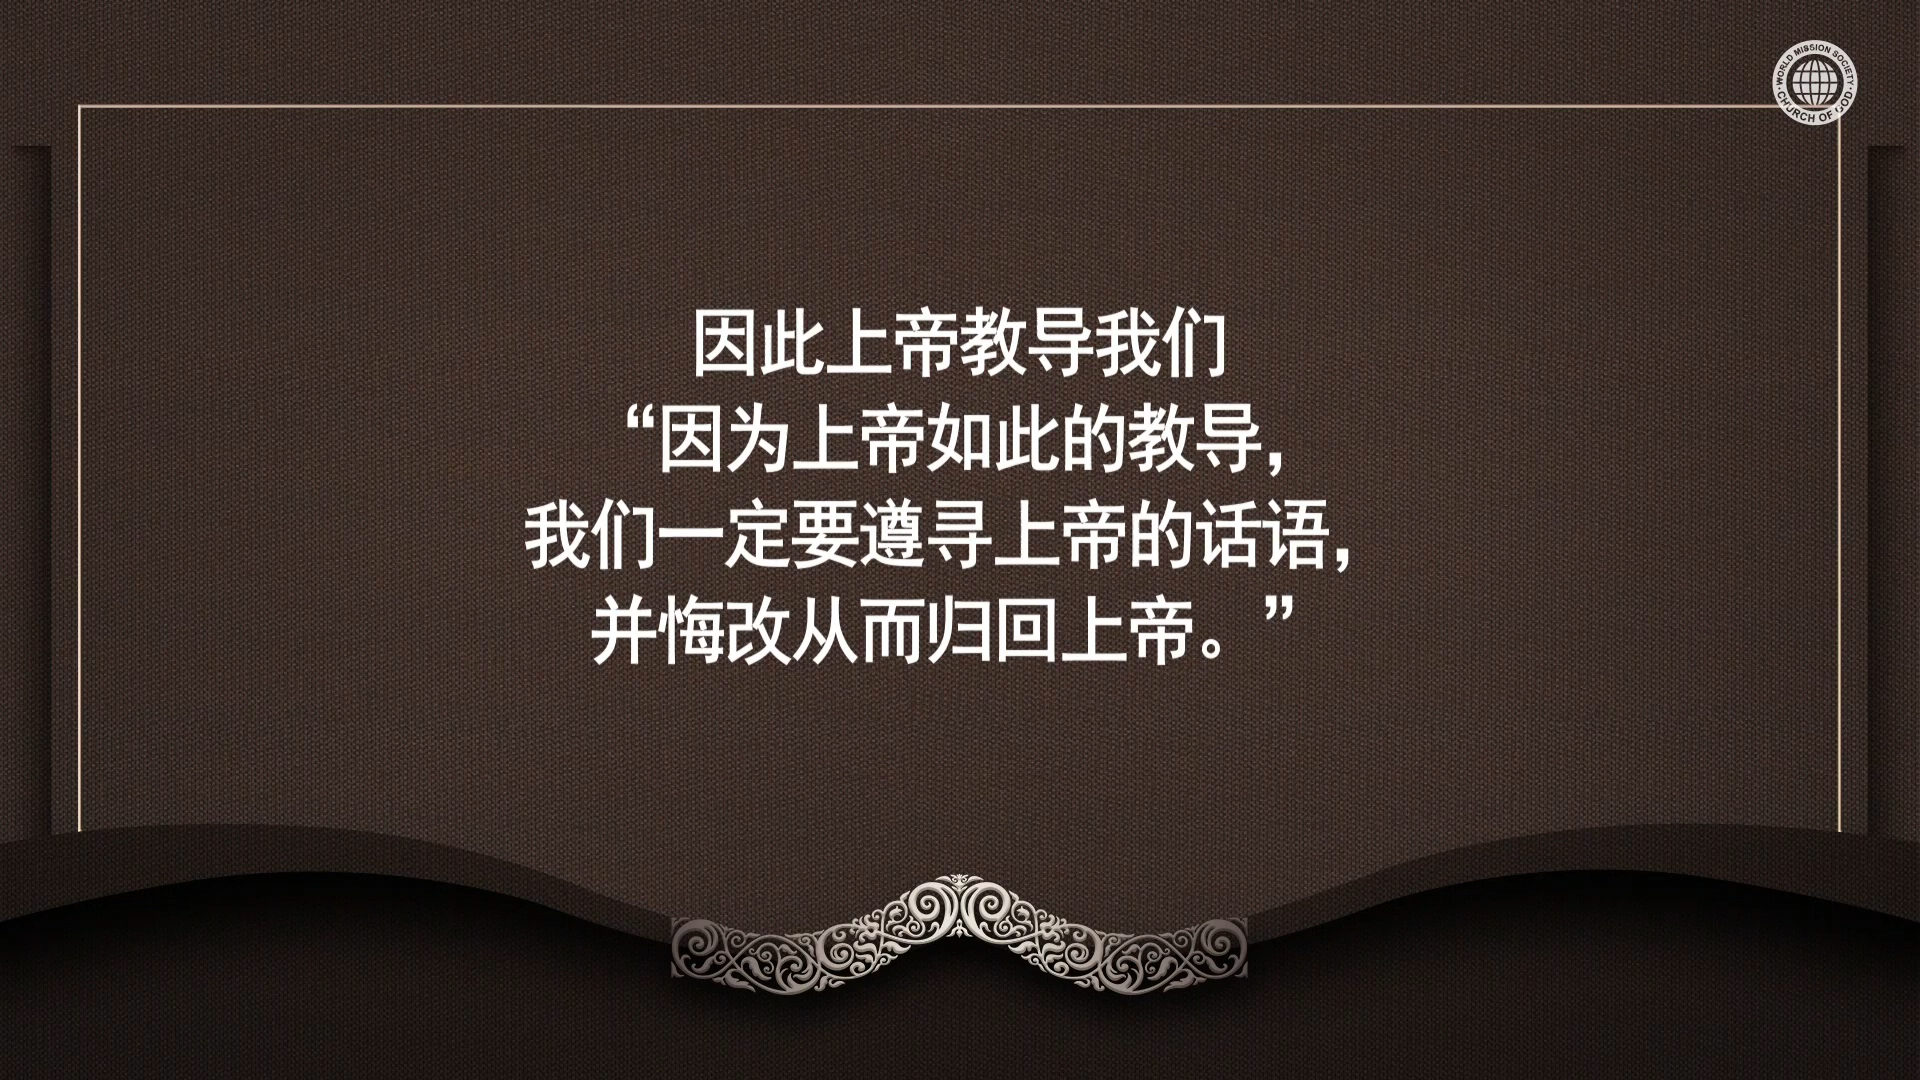 WORLD MISSION SOCIETY
CHURCH OF GOD
因此上帝教导我们
“因为上帝如此的教导，
我们一定要遵寻上帝的话语，
并悔改从而归回上帝。”